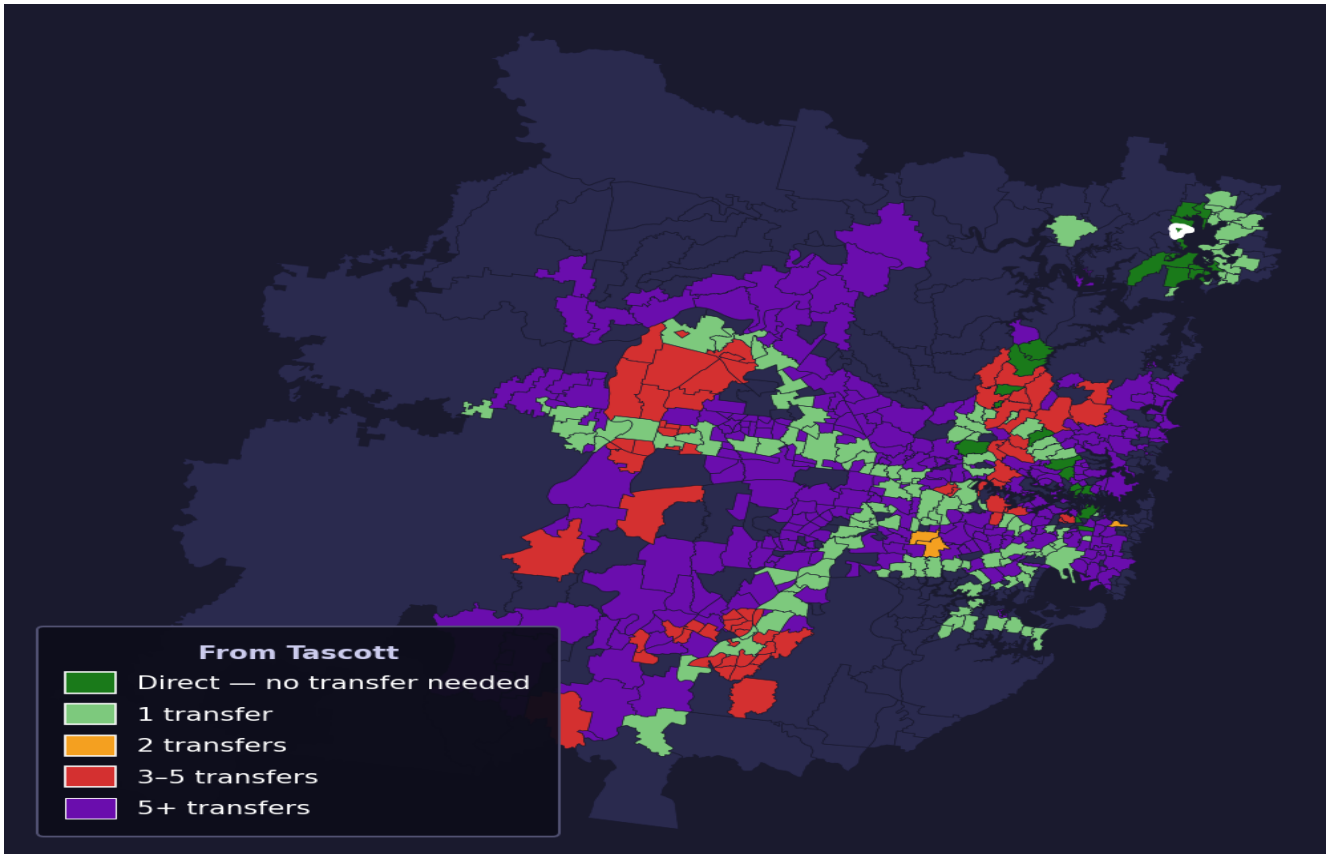 From Tascott
Direct — no transfer needed
1 transfer
2 transfers
3–5 transfers
5+ transfers